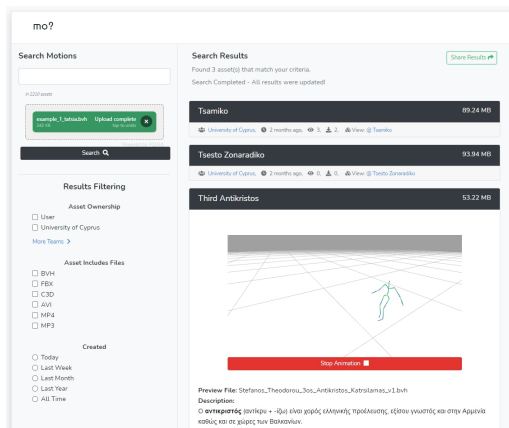 mo?
Search Motions
in 2220 assets
example_1_tatsia.bvh
Upload complete
tap to undo
Search
Results Filtering
Asset Ownership
User
University of Cyprus
More Teams
Asset Includes Files
BVH
FBX
C3D
AVI
MP4
MP3
Created
Today
Last Week
Last Month
Last Year
All Time
Search Results
Share Results
Found 3 asset(s) that match your criteria.
Search Completed - All results were updated!
Tsamiko 89.24 MB
University of Cyprus, 2 months ago, 3, 2, View: @ Tsamiko
Tsesto Zonaradiko 93.94 MB
University of Cyprus, 2 months ago, 0, 0, View: @ Tsesto Zonaradiko
Third Antikristos 53.22 MB
Stop Animation
Preview File: Stefanos_Theodorou_3os_Antikristos_Katrsilamas_v1.bvh
Description:
Ο αντικριστός (αντίκρυ + -ίζω) είναι χορός ελληνικής προέλευσης, εξίσου γνωστός και στην Αρμενία
καθώς και σε χώρες των Βαλκανίων.